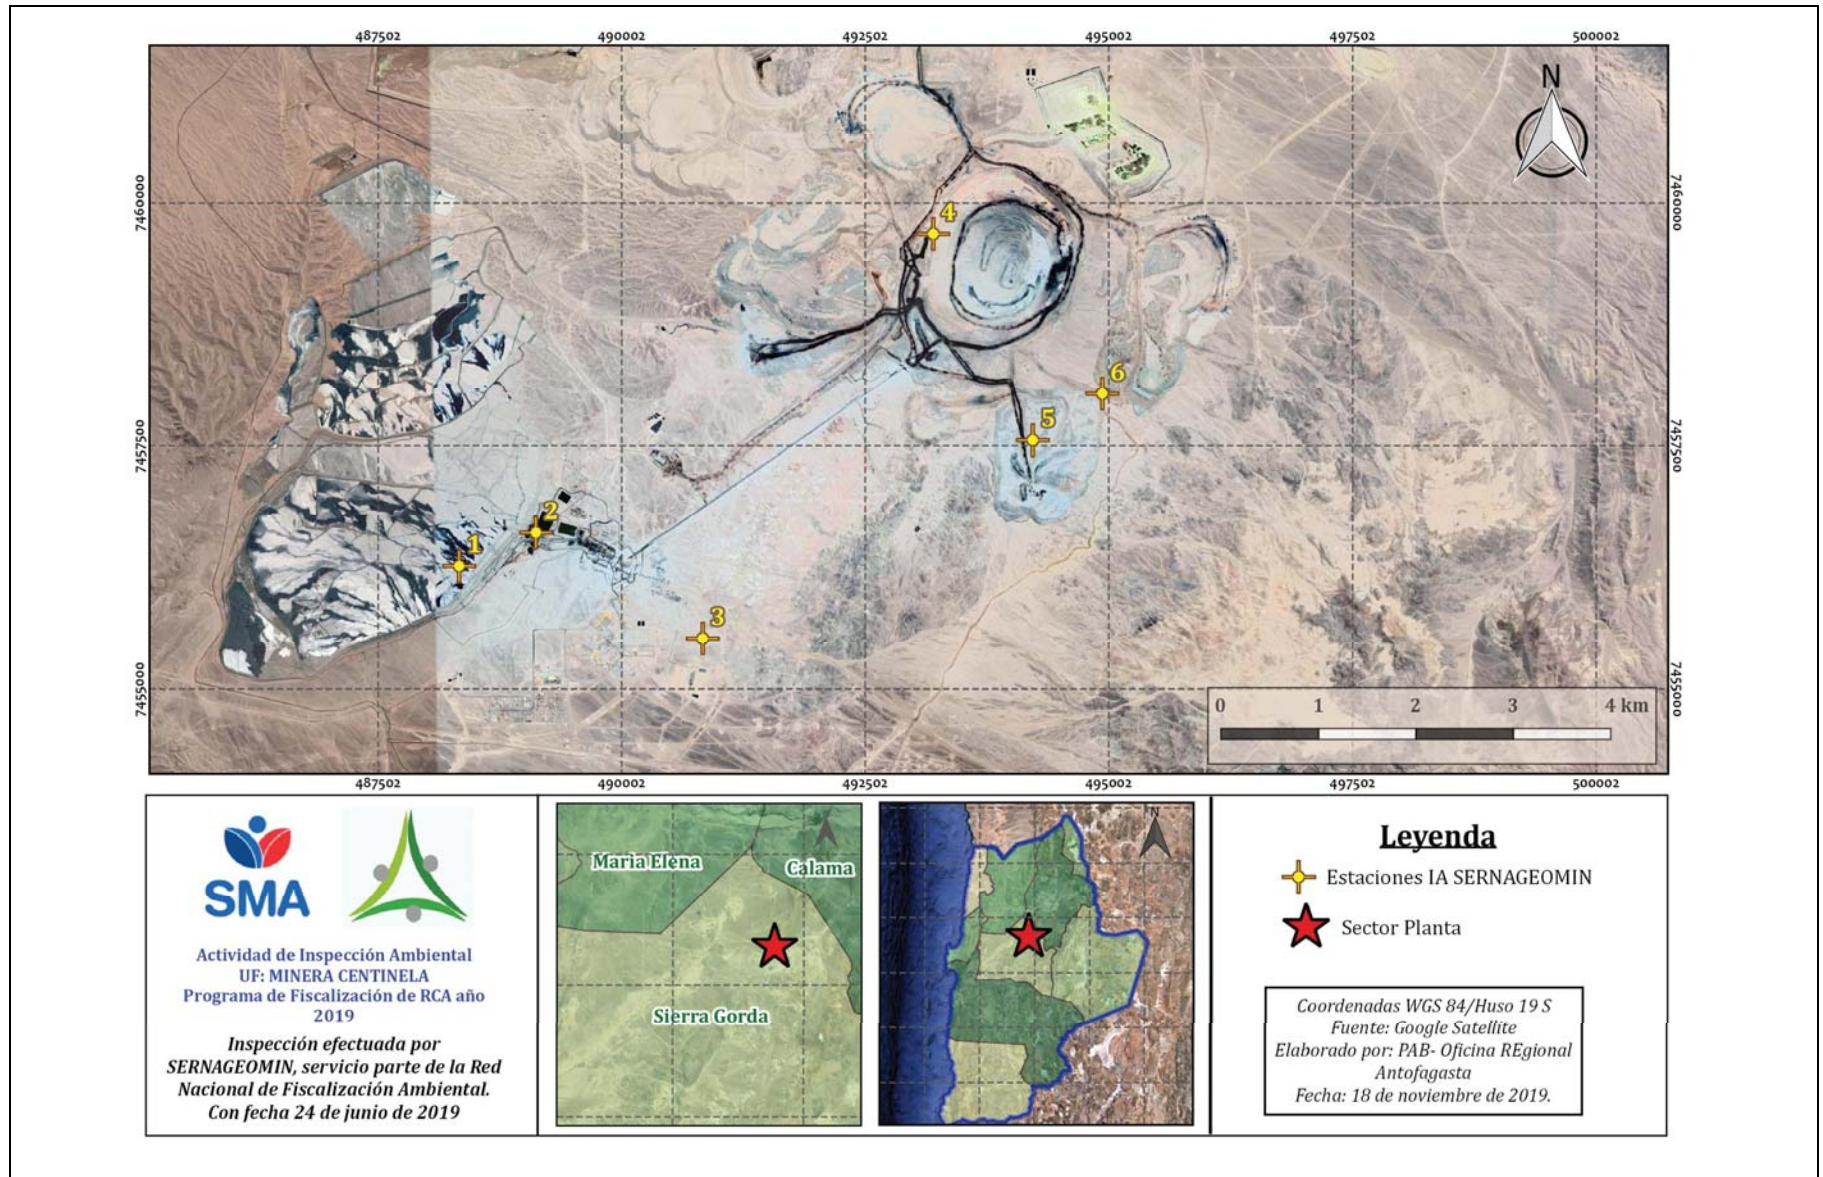 487502 490002 492502 495002 497502 500002
N
7460000 7460000
4
6
5
7457500 7457500
2
1
3
7455000 7455000
0 1 2 3 4 km
487502 490002 492502 495002 497502 500002
SMA
Actividad de Inspección Ambiental
UF: MINERA CENTINELA
Programa de Fiscalización de RCA año
2019
Inspección efectuada por
SERNAGEOMIN, servicio parte de la Red
Nacional de Fiscalización Ambiental.
Con fecha 24 de junio de 2019
Maria Elena
Calama
Sierra Gorda
N
Leyenda
Estaciones IA SERNAGEOMIN
Sector Planta
Coordenadas WGS 84/Huso 19 S
Fuente: Google Satellite
Elaborado por: PAB- Oficina REgional
Antofagasta
Fecha: 18 de noviembre de 2019.